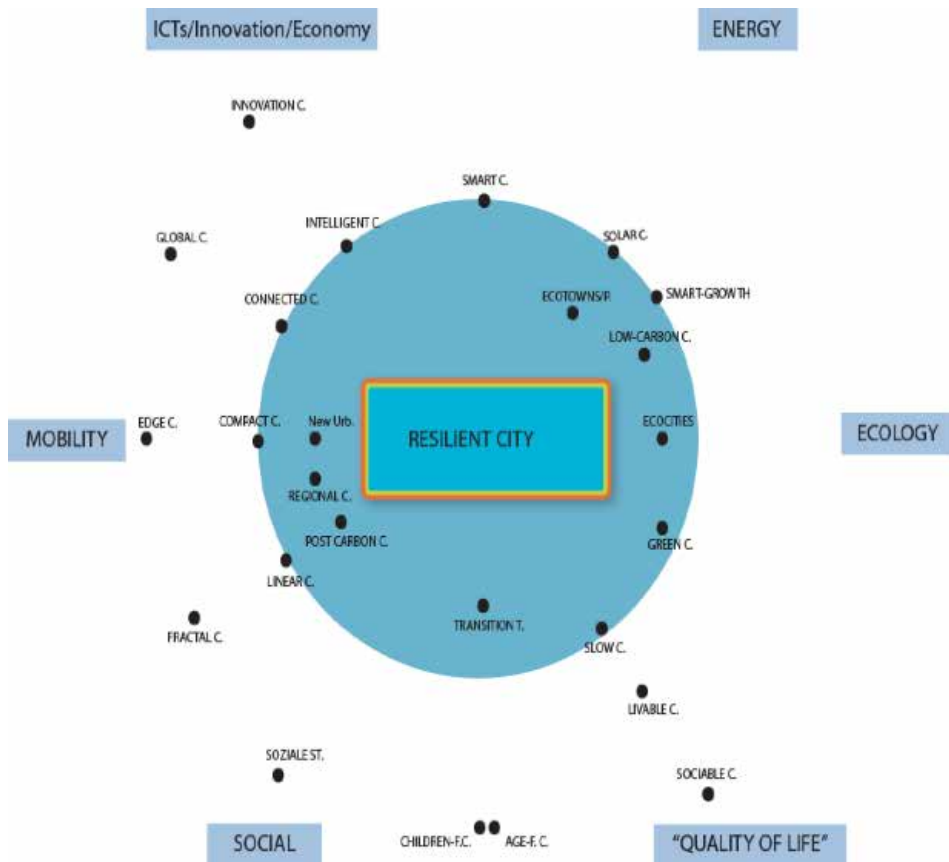 ICTs/Innovation/Economy
ENERGY
INNOVATION C.
SMART C.
INTELLIGENT C.
SOLAR C.
GLOBAL C.
CONNECTED C.
ECOTOWNS/R
SMART-GROWTH
LOW-CARBON C.
EDGE C.
COMPACT C.
New Urb.
ECOCITIES
MOBILITY
RESILIENT CITY
ECOLOGY
REGIONAL C.
POST CARBON C.
GREEN C.
LINEAR C.
TRANSITION T.
FRACTAL C.
SLOW C.
LIVABLE C.
SOZIALE ST.
SOCIABLE C.
SOCIAL
CHILDREN-F.C.
AGE-F. C.
"QUALITY OF LIFE"